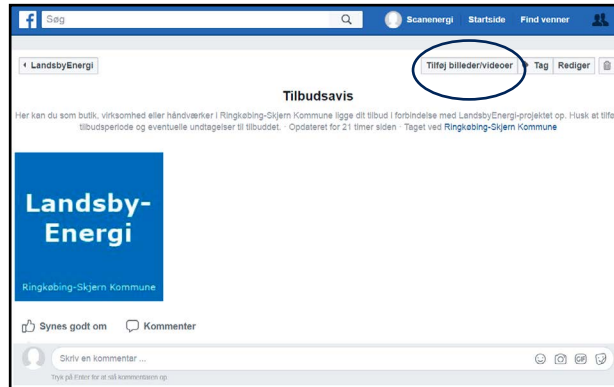 Søg
Scanenergi Startside Find venner
LandsbyEnergi
Tilføj billeder/videoer Tag Rediger
Tilbudsavis
Her kan du som butik, virksomhed eller håndværker i Ringkøbing-Skjern Kommune ligge dit tilbud i forbindelse med LandsbyEnergi-projektet op. Husk at tilfø
tilbudsperiode og eventuelle undtagelser til tilbuddet. · Opdateret for 21 timer siden · Taget ved Ringkøbing-Skjern Kommune
Landsby-
Energi
Ringkøbing-Skjern Kommune
Synes godt om Kommenter
Skriv en kommentar ...
GIF
Tryk på Enter for at slå kommentaren op.